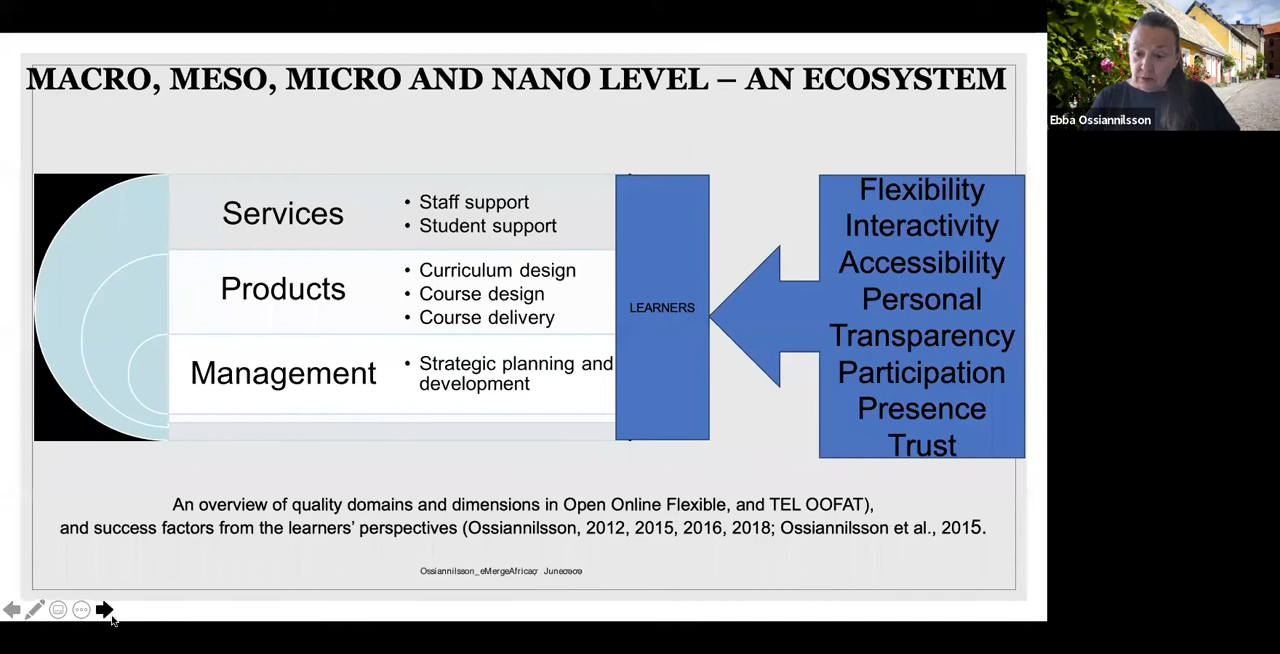 MACRO, MESO, MICRO AND NANO LEVEL – AN ECOSYSTEM
Ebba Ossiannilsson
Services
• Staff support
• Student support
Products
• Curriculum design
• Course design
• Course delivery
Management
• Strategic planning and
development
LEARNERS
Flexibility
Interactivity
Accessibility
Personal
Transparency
Participation
Presence
Trust
An overview of quality domains and dimensions in Open Online Flexible, and TEL OOFAT),
and success factors from the learners’ perspectives (Ossiannilsson, 2012, 2015, 2016, 2018; Ossiannilsson et al., 2015.
Ossiannilsson_eMergeAfrica